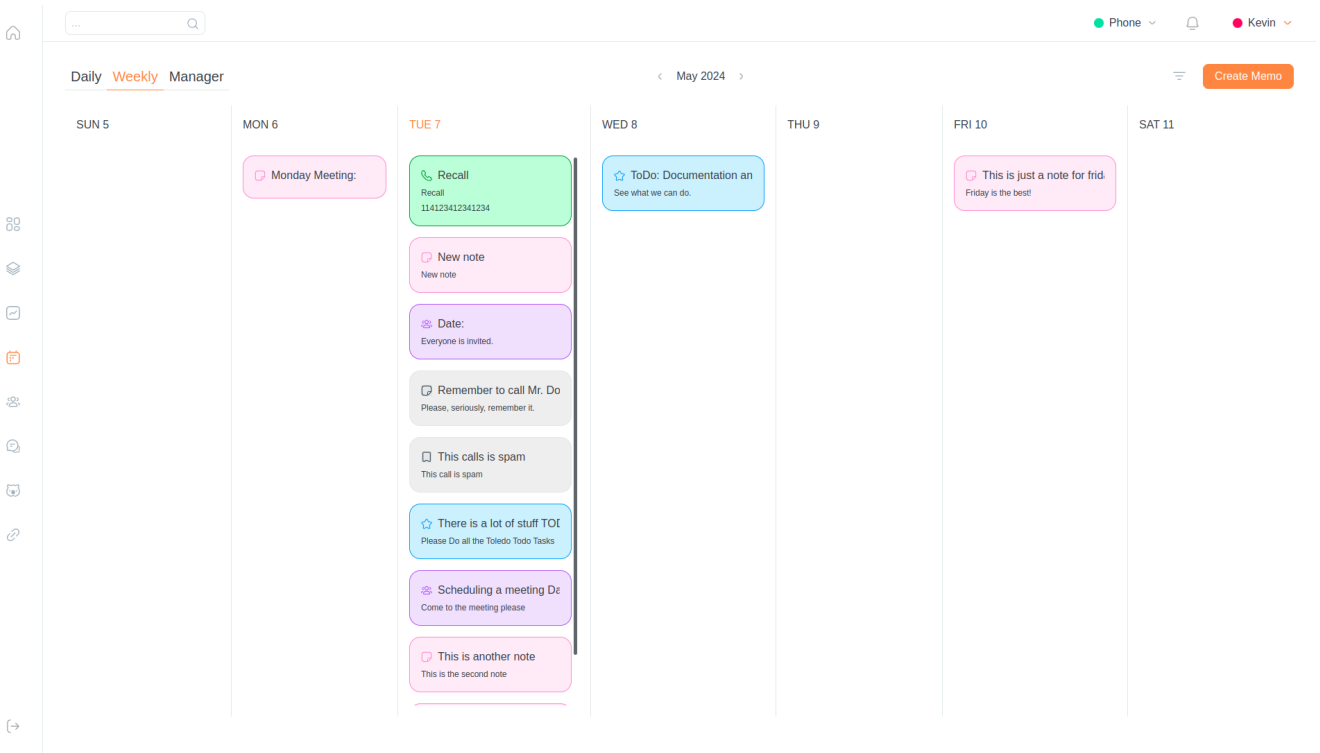 ...
Phone
Kevin
Daily Weekly Manager
May 2024
Create Memo
SUN 5
MON 6
TUE 7
WED 8
THU 9
FRI 10
SAT 11
Monday Meeting:
Recall
Recall
114123412341234
New note
New note
Date:
Everyone is invited.
Remember to call Mr. Do
Please, seriously, remember it.
This calls is spam
This call is spam
There is a lot of stuff TOD
Please Do all the Toledo Todo Tasks
Scheduling a meeting Da
Come to the meeting please
This is another note
This is the second note
ToDo: Documentation an
See what we can do.
This is just a note for frida
Friday is the best!